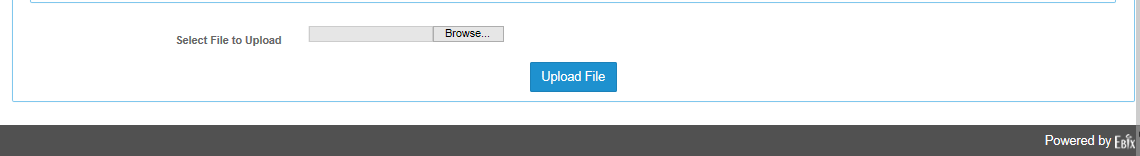 Select File to Upload Browse...
Upload File
Powered by Ebix